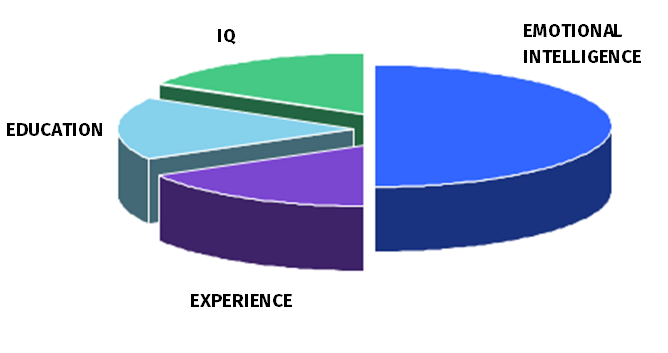 IQ
EMOTIONAL
INTELLIGENCE
EDUCATION
EXPERIENCE